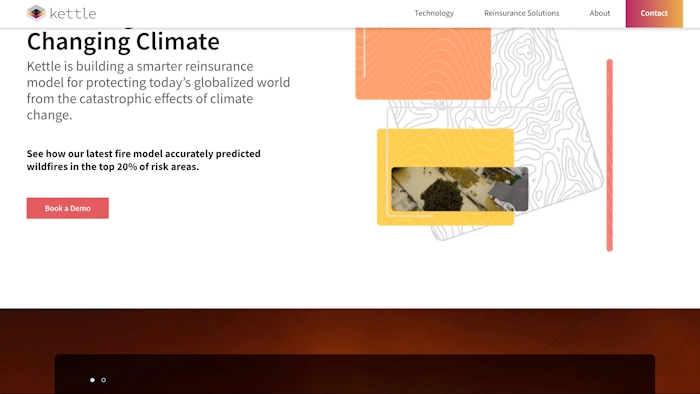 kettle
Technology
Reinsurance Solutions
About
Contact
Changing Climate
Kettle is building a smarter reinsurance
model for protecting today’s globalized world
from the catastrophic effects of climate
change.
See how our latest fire model accurately predicted
wildfires in the top 20% of risk areas.
Book a Demo